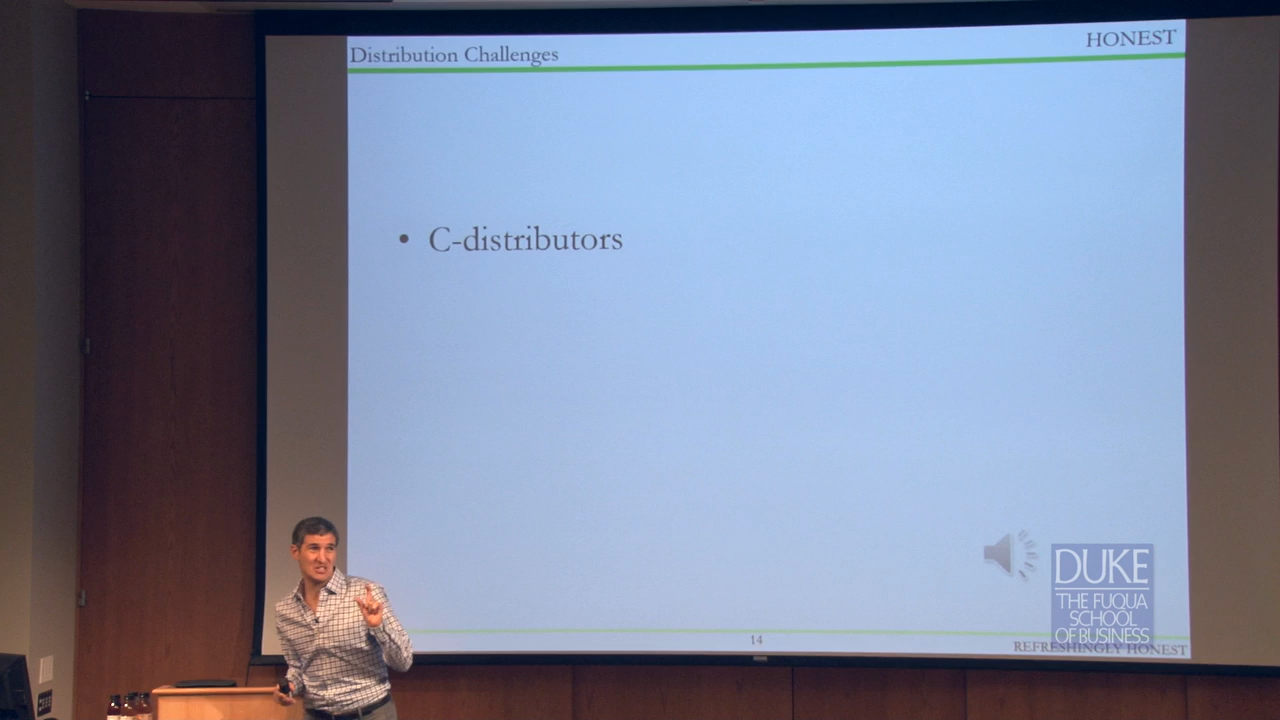 Distribution Challenges
HONEST
• C-distributors
DUKE
THE FUQUA
SCHOOL
OF BUSINESS
14
REFRESHINGLY HONEST